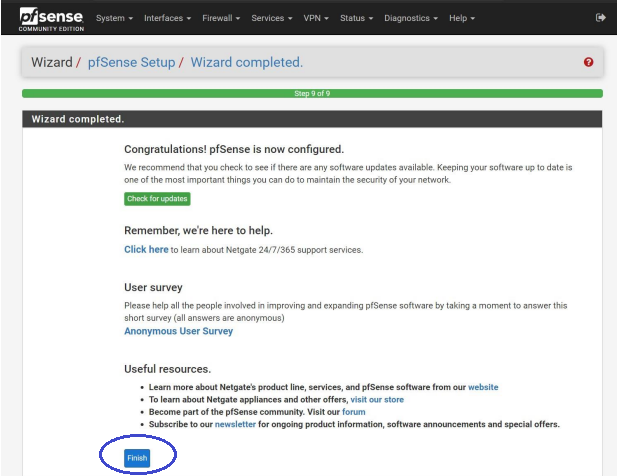 pfsense System Interfaces Firewall Services VPN Status Diagnostics Help
COMMUNITY EDITION
Wizard / pfSense Setup / Wizard completed.
Step 9 of 9
Wizard completed.
Congratulations! pfSense is now configured.
We recommend that you check to see if there are any software updates available. Keeping your software up to date is
one of the most important things you can do to maintain the security of your network.
Check for updates
Remember, we're here to help.
Click here to learn about Netgate 24/7/365 support services.
User survey
Please help all the people involved in improving and expanding pfSense software by taking a moment to answer this
short survey (all answers are anonymous)
Anonymous User Survey
Useful resources.
• Learn more about Netgate's product line, services, and pfSense software from our website
• To learn about Netgate appliances and other offers, visit our store
• Become part of the pfSense community. Visit our forum
• Subscribe to our newsletter for ongoing product information, software announcements and special offers.
Finish